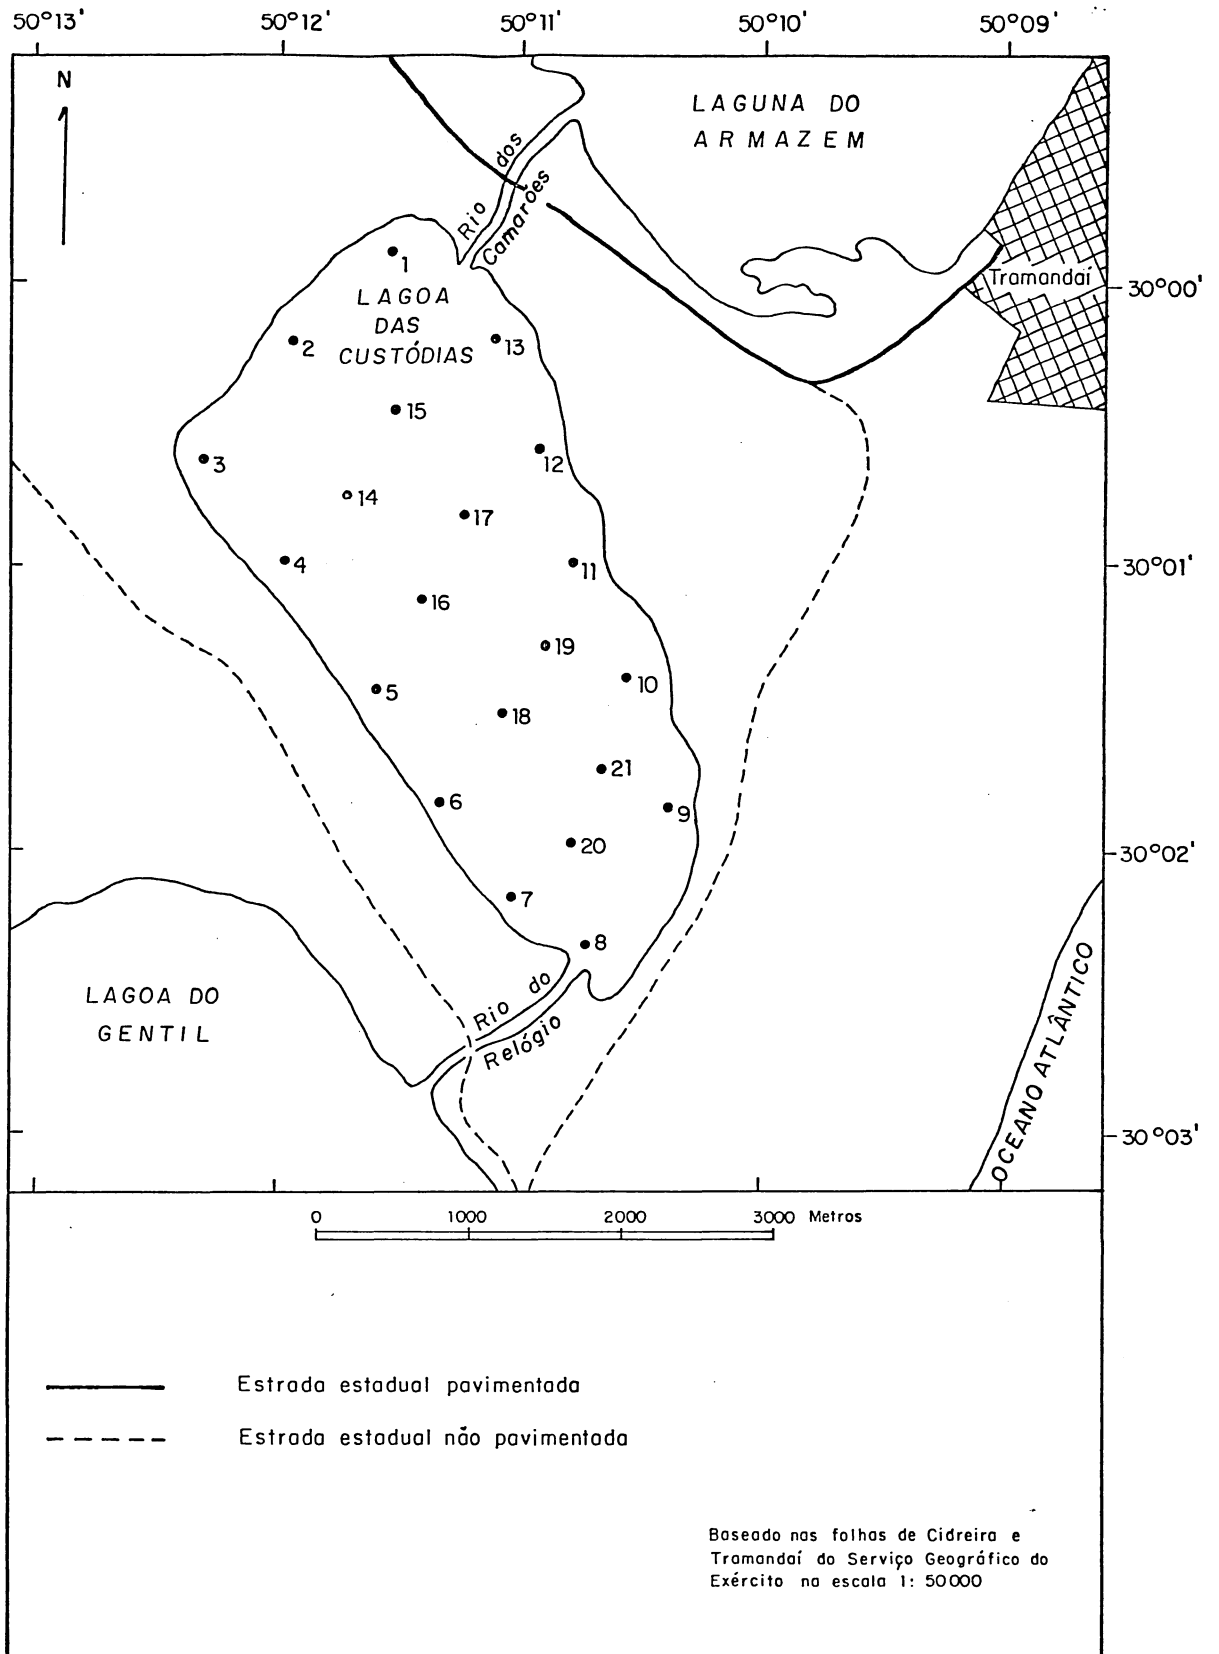 50°13' 50°12' 50°11' 50°10' 50°09'
N
LAGUNA DO
ARMAZEM
Rio dos
Camarões
1
LAGOA
DAS
CUSTÓDIAS
Tramandaí
30°00'
2
13
15
3
12
14
17
4
11
30°01'
16
19
5
10
18
21
6
9
20
30°02'
7
8
LAGOA DO
GENTIL
Rio do
Relógio
OCEANO ATLÂNTICO
30°03'
0 1000 2000 3000 Metros
Estrada estadual pavimentada
Estrada estadual não pavimentada
Baseado nas folhas de Cidreira e
Tramandaí do Serviço Geográfico do
Exército na escala 1: 50000